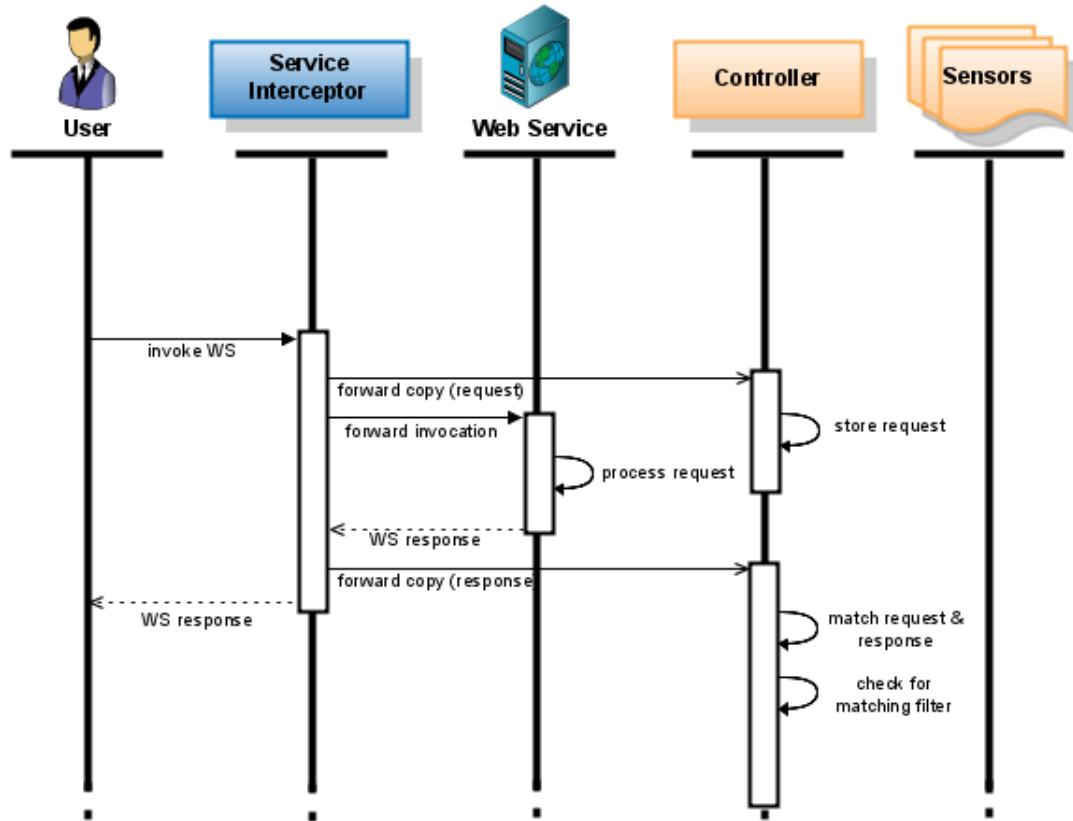 User
Service
Interceptor
Web Service
Controller
Sensors
invoke WS
forward copy (request)
forward invocation
store request
process request
WS response
forward copy (response)
WS response
match request &
response
check for
matching filter